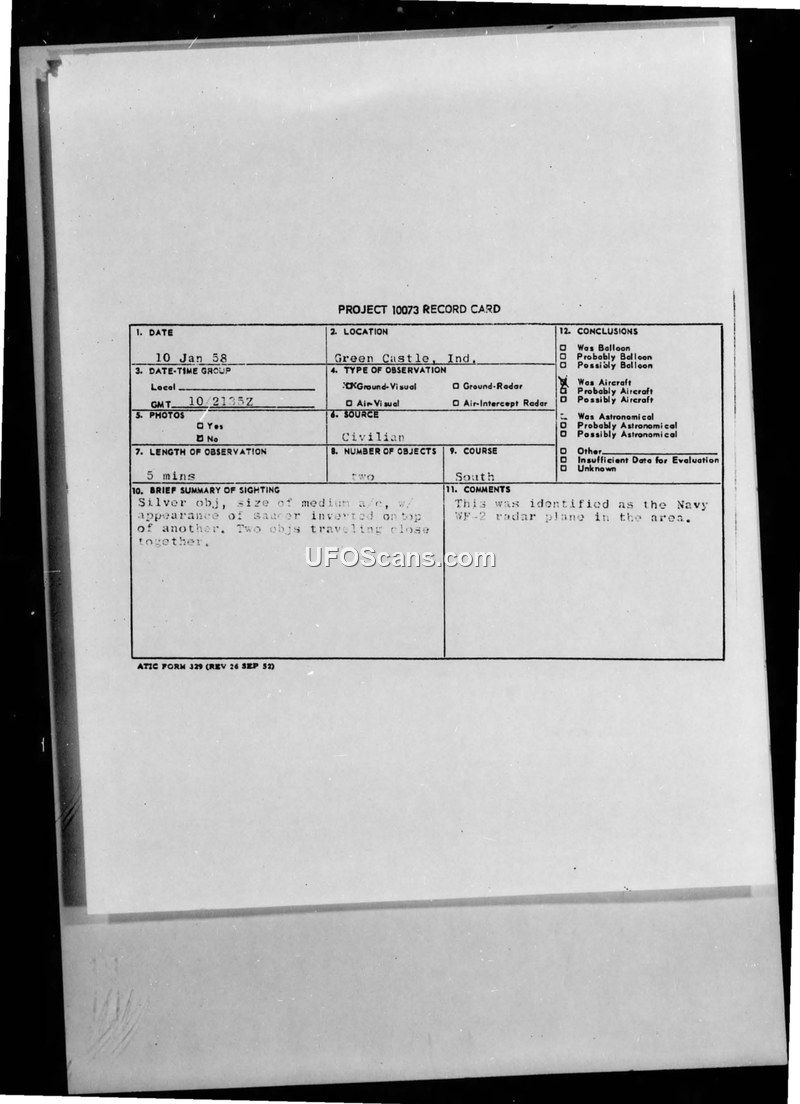 PROJECT 10073 RECORD CARD
1. DATE
10 Jan 58
2. LOCATION
Green Castle, Ind.
12. CONCLUSIONS
Was Balloon
Probably Balloon
Possibly Balloon
Was Aircraft
Probably Aircraft
Possibly Aircraft
Was Astronomical
Probably Astronomical
Possibly Astronomical
Other
Insufficient Data for Evaluation
Unknown
3. DATE-TIME GROUP
Local
GMT 10/2135Z
4. TYPE OF OBSERVATION
Ground-Visual Ground-Radar
Air-Visual Air-Intercept Radar
5. PHOTOS
Yes
No
6. SOURCE
Civilian
7. LENGTH OF OBSERVATION
5 mins
8. NUMBER OF OBJECTS
two
9. COURSE
South
10. BRIEF SUMMARY OF SIGHTING
Silver obj, size of medium a/c, w/
appearance of saucer inverted on top
of another. Two objs traveling close
together.
11. COMMENTS
This was identified as the Navy
WF-2 radar plane in the area.
UFOScans.com
ATIC FORM 329 (REV 26 SEP 52)